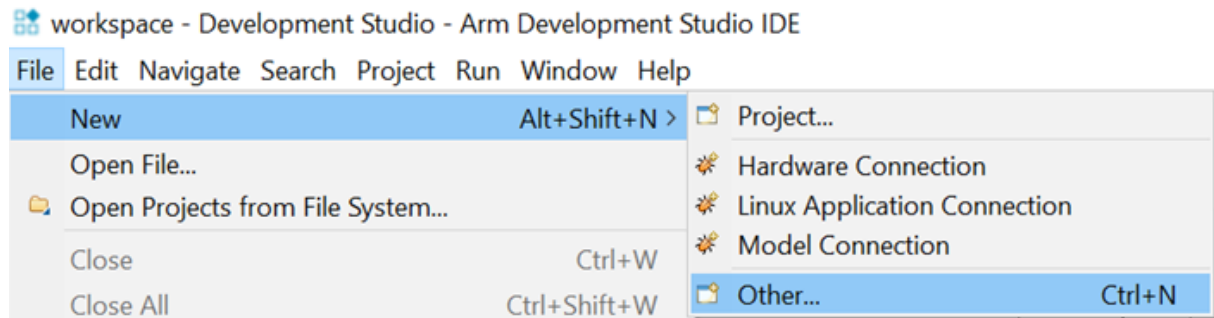 workspace - Development Studio - Arm Development Studio IDE
File Edit Navigate Search Project Run Window Help
New Alt+Shift+N >
Open File...
Open Projects from File System...
Close Ctrl+W
Close All Ctrl+Shift+W
Project...
Hardware Connection
Linux Application Connection
Model Connection
Other... Ctrl+N